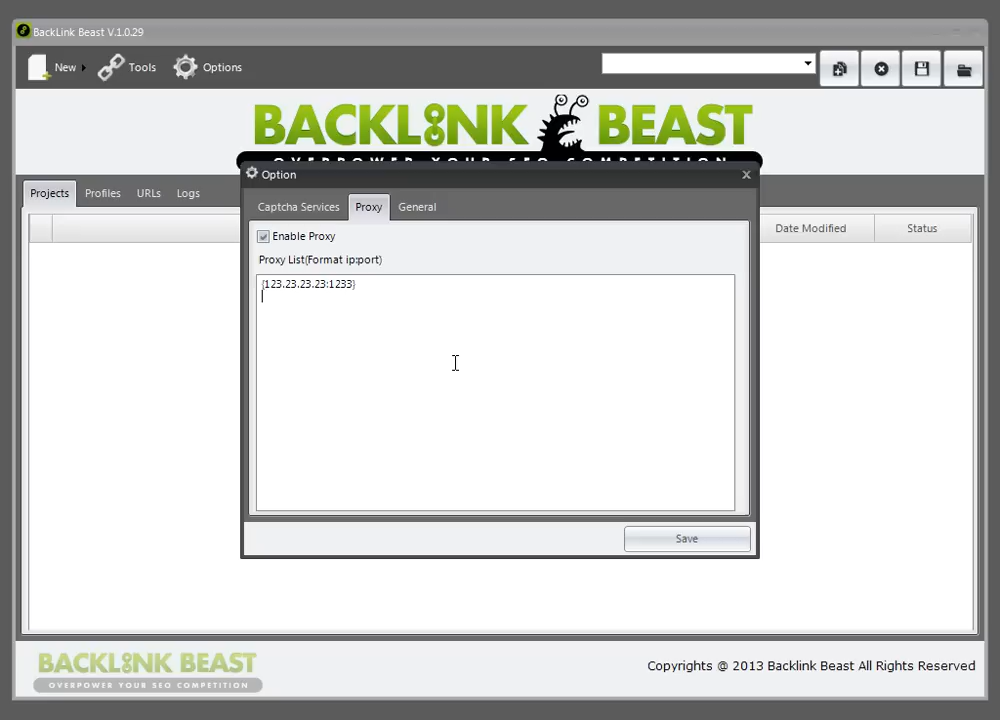 BackLink Beast V.1.0.29
New
Tools
Options
BACKLINK BEAST
OVERPOWER YOUR SEO COMPETITION
Option
Projects
Profiles
URLs
Logs
Captcha Services
Proxy
General
Date Modified
Status
Enable Proxy
Proxy List(Format ip:port)
{123.23.23.23:1233}
Save
BACKLINK BEAST
OVERPOWER YOUR SEO COMPETITION
Copyrights @ 2013 Backlink Beast All Rights Reserved